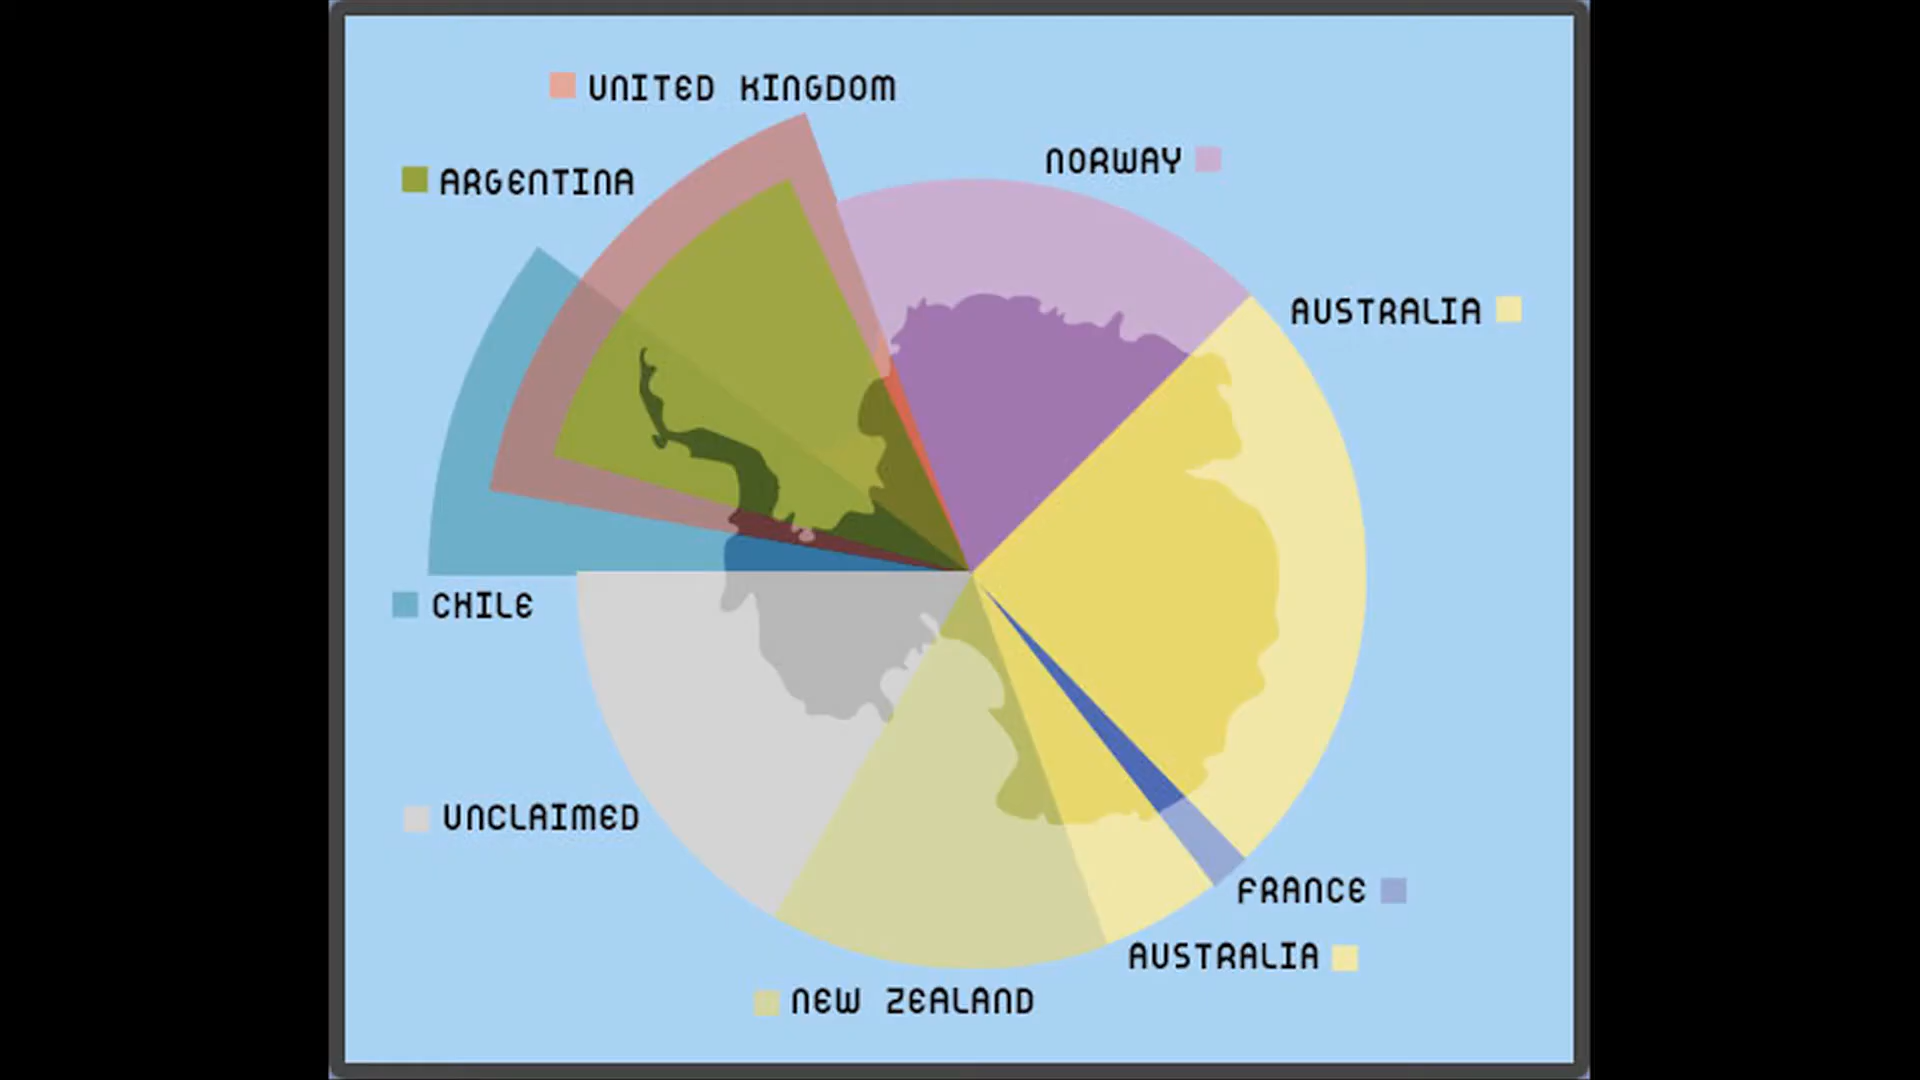 UNITED KINGDOM
NORWAY
ARGENTINA
AUSTRALIA
CHILE
UNCLAIMED
FRANCE
AUSTRALIA
NEW ZEALAND